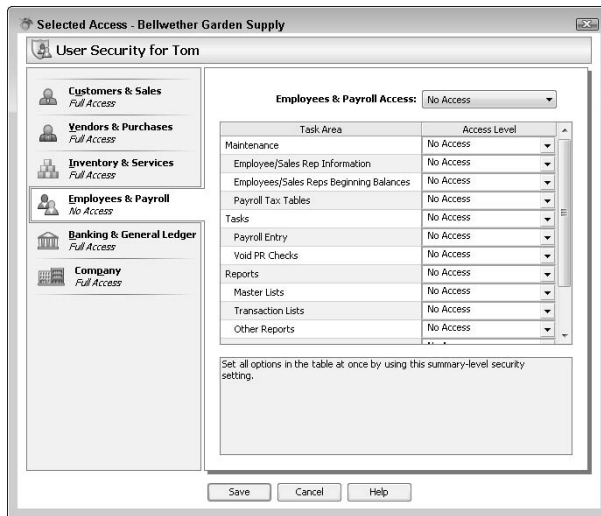 Selected Access - Bellwether Garden Supply
User Security for Tom
Customers & Sales
Full Access
Vendors & Purchases
Full Access
Inventory & Services
Full Access
Employees & Payroll
No Access
Banking & General Ledger
Full Access
Company
Full Access
Employees & Payroll Access: No Access
Task Area Access Level
Maintenance No Access
Employee/Sales Rep Information No Access
Employees/Sales Reps Beginning Balances No Access
Payroll Tax Tables No Access
Tasks No Access
Payroll Entry No Access
Void PR Checks No Access
Reports No Access
Master Lists No Access
Transaction Lists No Access
Other Reports No Access
Set all options in the table at once by using this summary-level security
setting.
Save Cancel Help